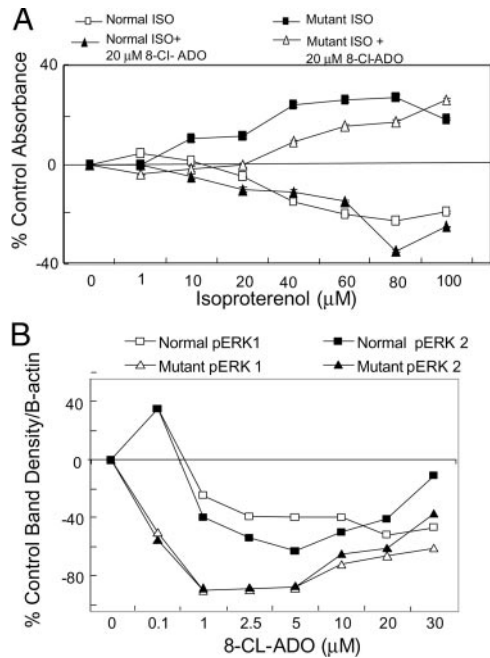 A
Normal ISO
Mutant ISO
Normal ISO+
20 µM 8-Cl- ADO
Mutant ISO +
20 µM 8-Cl-ADO
% Control Absorbance
40
0
-40
0 1 10 20 40 60 80 100
Isoproterenol (µM)
B
Normal pERK1
Normal pERK 2
Mutant pERK 1
Mutant pERK 2
% Control Band Density/B-actin
40
0
-40
-80
0 0.1 1 2.5 5 10 20 30
8-CL-ADO (µM)